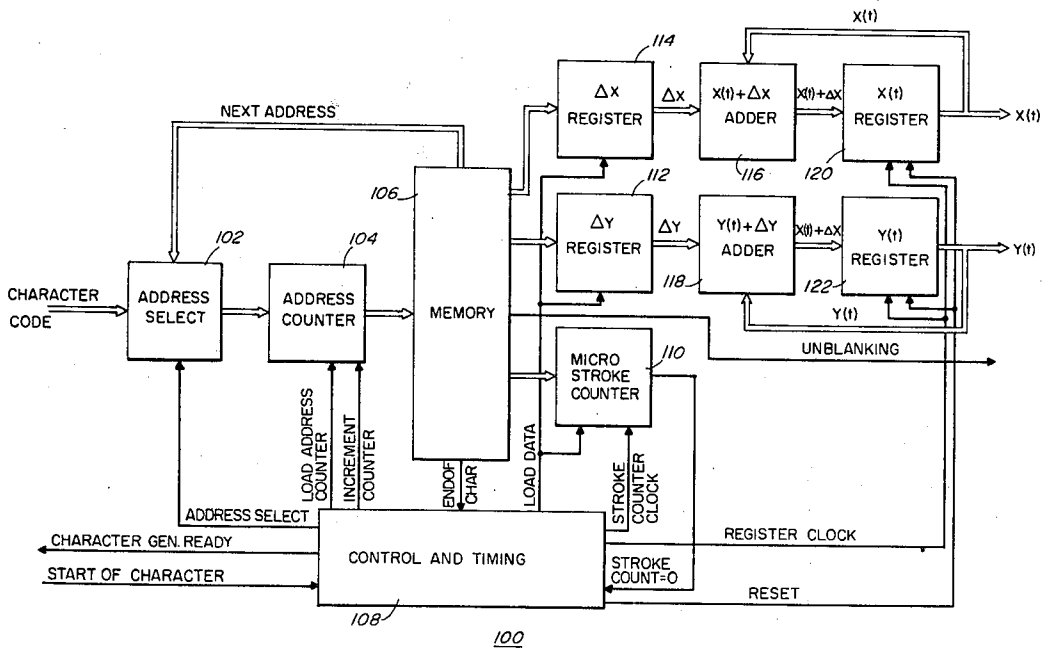 X(t)
114
ΔX
REGISTER
ΔX
X(t)+ΔX
ADDER
116
X(t)+ΔX
X(t)
REGISTER
120
X(t)
NEXT ADDRESS
106
MEMORY
112
ΔY
REGISTER
ΔY
Y(t)+ΔY
ADDER
118
X(t)+ΔX
Y(t)
REGISTER
122
Y(t)
Y(t)
102
104
CHARACTER
CODE
ADDRESS
SELECT
ADDRESS
COUNTER
UNBLANKING
110
MICRO
STROKE
COUNTER
LOAD ADDRESS
COUNTER
INCREMENT
COUNTER
ENDOF
CHAR
LOAD DATA
STROKE
COUNTER
CLOCK
ADDRESS SELECT
CHARACTER GEN. READY
START OF CHARACTER
CONTROL AND TIMING
108
REGISTER CLOCK
STROKE
COUNT=0
RESET
100